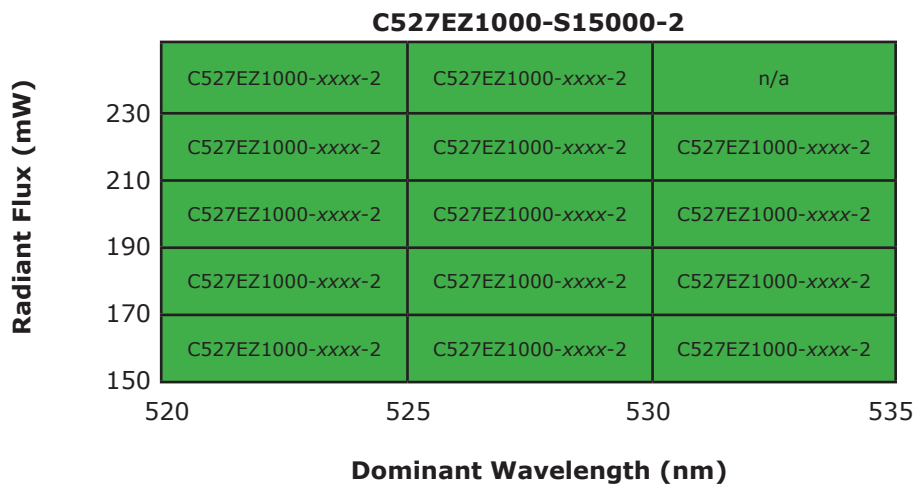 C527EZ1000-S15000-2
Radiant Flux (mW)
C527EZ1000-xxxx-2 C527EZ1000-xxxx-2 n/a
230
C527EZ1000-xxxx-2 C527EZ1000-xxxx-2 C527EZ1000-xxxx-2
210
C527EZ1000-xxxx-2 C527EZ1000-xxxx-2 C527EZ1000-xxxx-2
190
C527EZ1000-xxxx-2 C527EZ1000-xxxx-2 C527EZ1000-xxxx-2
170
C527EZ1000-xxxx-2 C527EZ1000-xxxx-2 C527EZ1000-xxxx-2
150
520 525 530 535
Dominant Wavelength (nm)